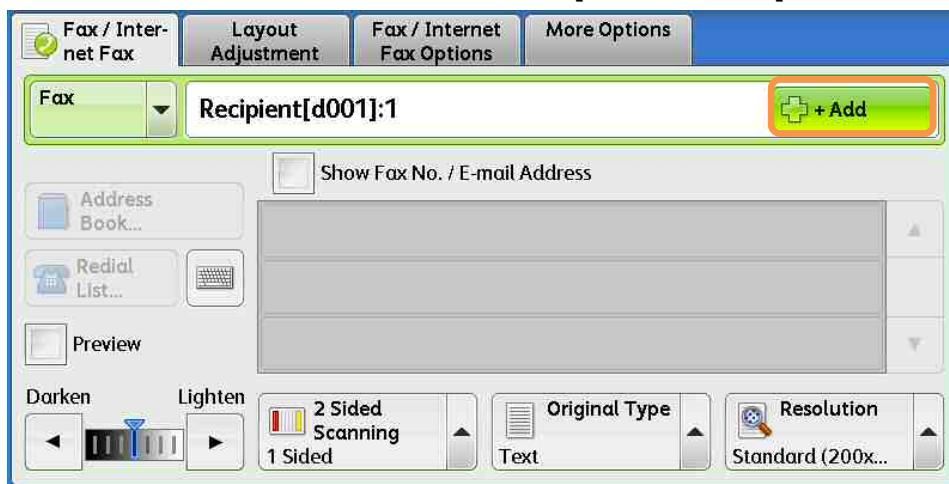 Fax / Inter-
net Fax
Layout
Adjustment
Fax / Internet
Fax Options
More Options
Fax
Recipient[d001]:1
+ Add
Show Fax No. / E-mail Address
Address
Book...
Redial
List...
Preview
Darken
Lighten
2 Sided
Scanning
1 Sided
Original Type
Text
Resolution
Standard (200x...